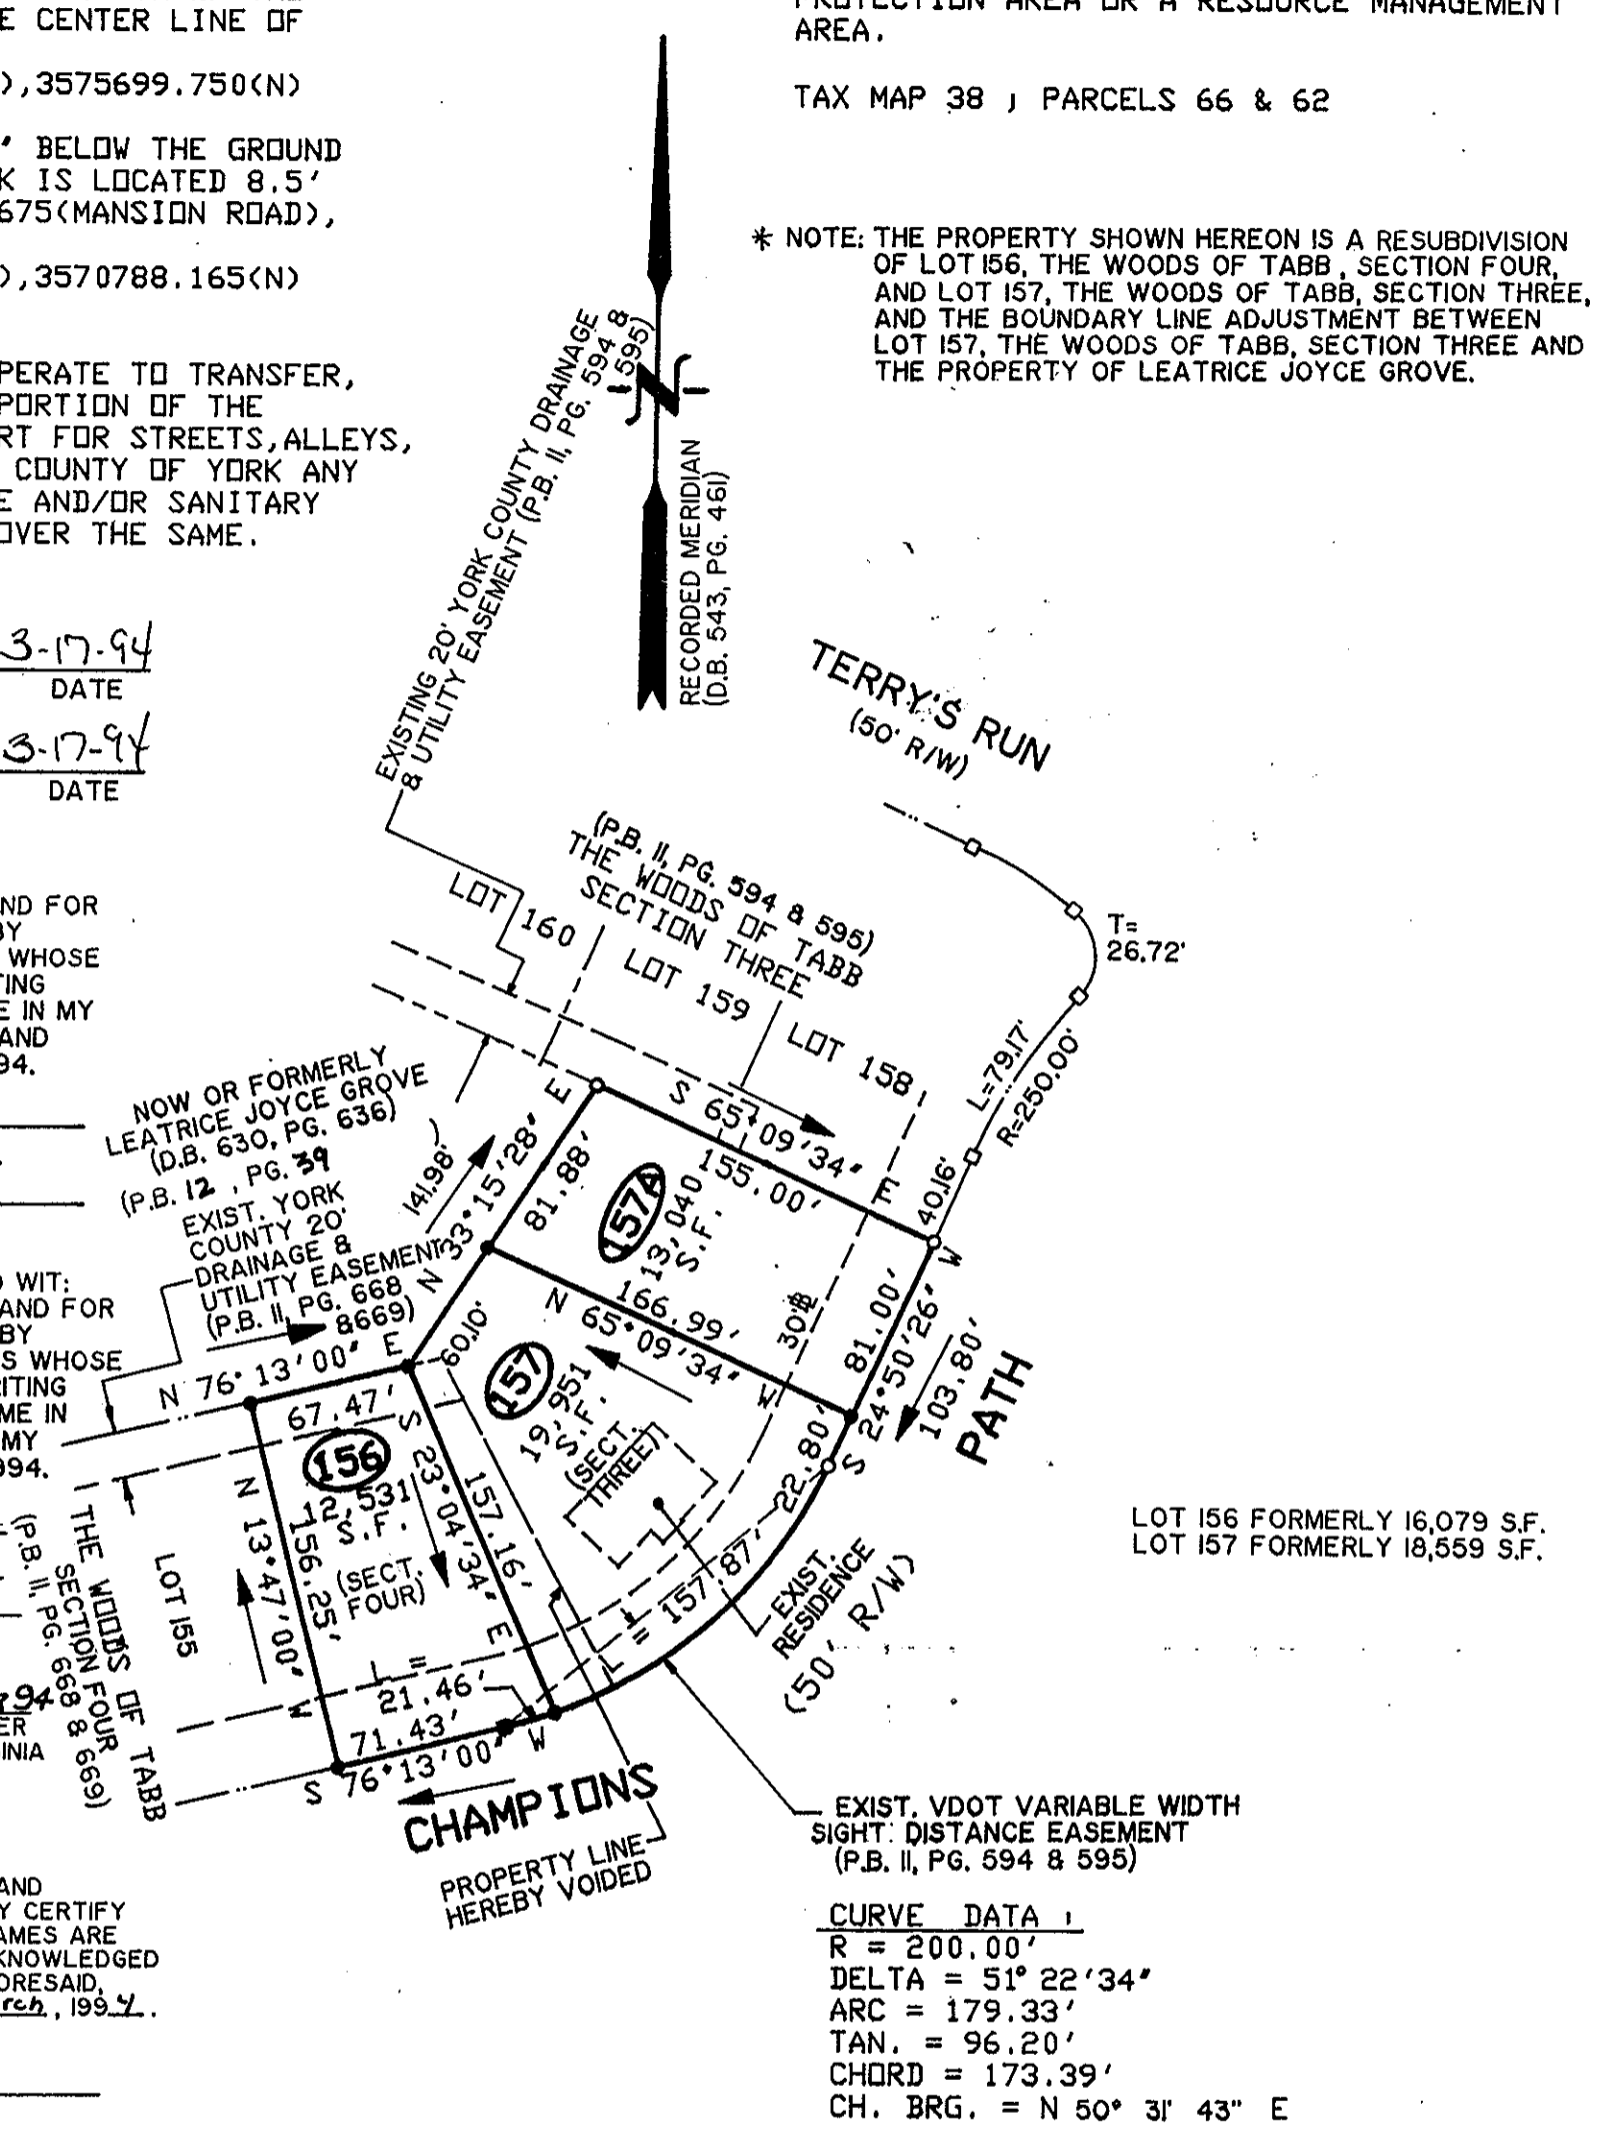 E CENTER LINE OF
),3575699.750(N)
' BELOW THE GROUND
K IS LOCATED 8.5'
675(MANSION ROAD),
),3570788.165(N)
PERATE TO TRANSFER,
PORTION OF THE
RT FOR STREETS,ALLEYS,
COUNTY OF YORK ANY
E AND/OR SANITARY
OVER THE SAME.
3-17-94
DATE
3-17-94
DATE
AND FOR
BY
WHOSE
TING
E IN MY
AND
94.
WIT:
AND FOR
BY
S WHOSE
ITING
ME IN
MY
994.
94
ER
INIA
AND
Y CERTIFY
AMES ARE
KNOWLEDGED
ORESAID,
rch, 1994.
PROTECTION AREA OR A RESOURCE MANAGEMENT
AREA.
TAX MAP 38 ; PARCELS 66 & 62
* NOTE: THE PROPERTY SHOWN HEREON IS A RESUBDIVISION
OF LOT 156, THE WOODS OF TABB, SECTION FOUR,
AND LOT 157, THE WOODS OF TABB, SECTION THREE,
AND THE BOUNDARY LINE ADJUSTMENT BETWEEN
LOT 157, THE WOODS OF TABB, SECTION THREE AND
THE PROPERTY OF LEATRICE JOYCE GROVE.
N
RECORDED MERIDIAN
(D.B. 543, PG. 461)
EXISTING 20' YORK COUNTY DRAINAGE
& UTILITY EASEMENT (P.B. 11, PG. 594 &
595)
TERRY'S RUN
(50' R/W)
T=
26.72'
L=79.17'
R=250.00'
40.16'
(P.B. 11, PG. 594 & 595)
THE WOODS OF TABB
SECTION THREE
LOT 160
LOT 159
LOT 158
S 65°09'34" E
155.00'
NOW OR FORMERLY
LEATRICE JOYCE GROVE
(D.B. 630, PG. 636)
(P.B. 12, PG. 39
EXIST. YORK
COUNTY 20'
DRAINAGE &
UTILITY EASEMENT
(P.B. 11, PG. 668
&669)
141.98'
N 33°15'28" E
81.88'
60.10'
157A
13,040
S.F.
166.99'
N 65°09'34" W
30'
81.00'
S 24°50'26" W
103.80'
PATH
22.80'
157
19,951
S.F.
(SECT.
THREE)
N 76°13'00" E
67.47'
156
12,531
S.F.
(SECT.
FOUR)
S 23°04'34" E
157.16'
N 13°47'00" W
156.25'
LOT 155
THE WOODS OF TABB
SECTION FOUR
(P.B. 11, PG. 668 & 669)
L = 157.87'
21.46'
71.43'
S 76°13'00" W
CHAMPIONS
(50' R/W)
EXIST.
RESIDENCE
PROPERTY LINE
HEREBY VOIDED
LOT 156 FORMERLY 16,079 S.F.
LOT 157 FORMERLY 18,559 S.F.
EXIST. VDOT VARIABLE WIDTH
SIGHT DISTANCE EASEMENT
(P.B. 11, PG. 594 & 595)
CURVE DATA :
R = 200.00'
DELTA = 51° 22'34"
ARC = 179.33'
TAN. = 96.20'
CHORD = 173.39'
CH. BRG. = N 50° 31' 43" E